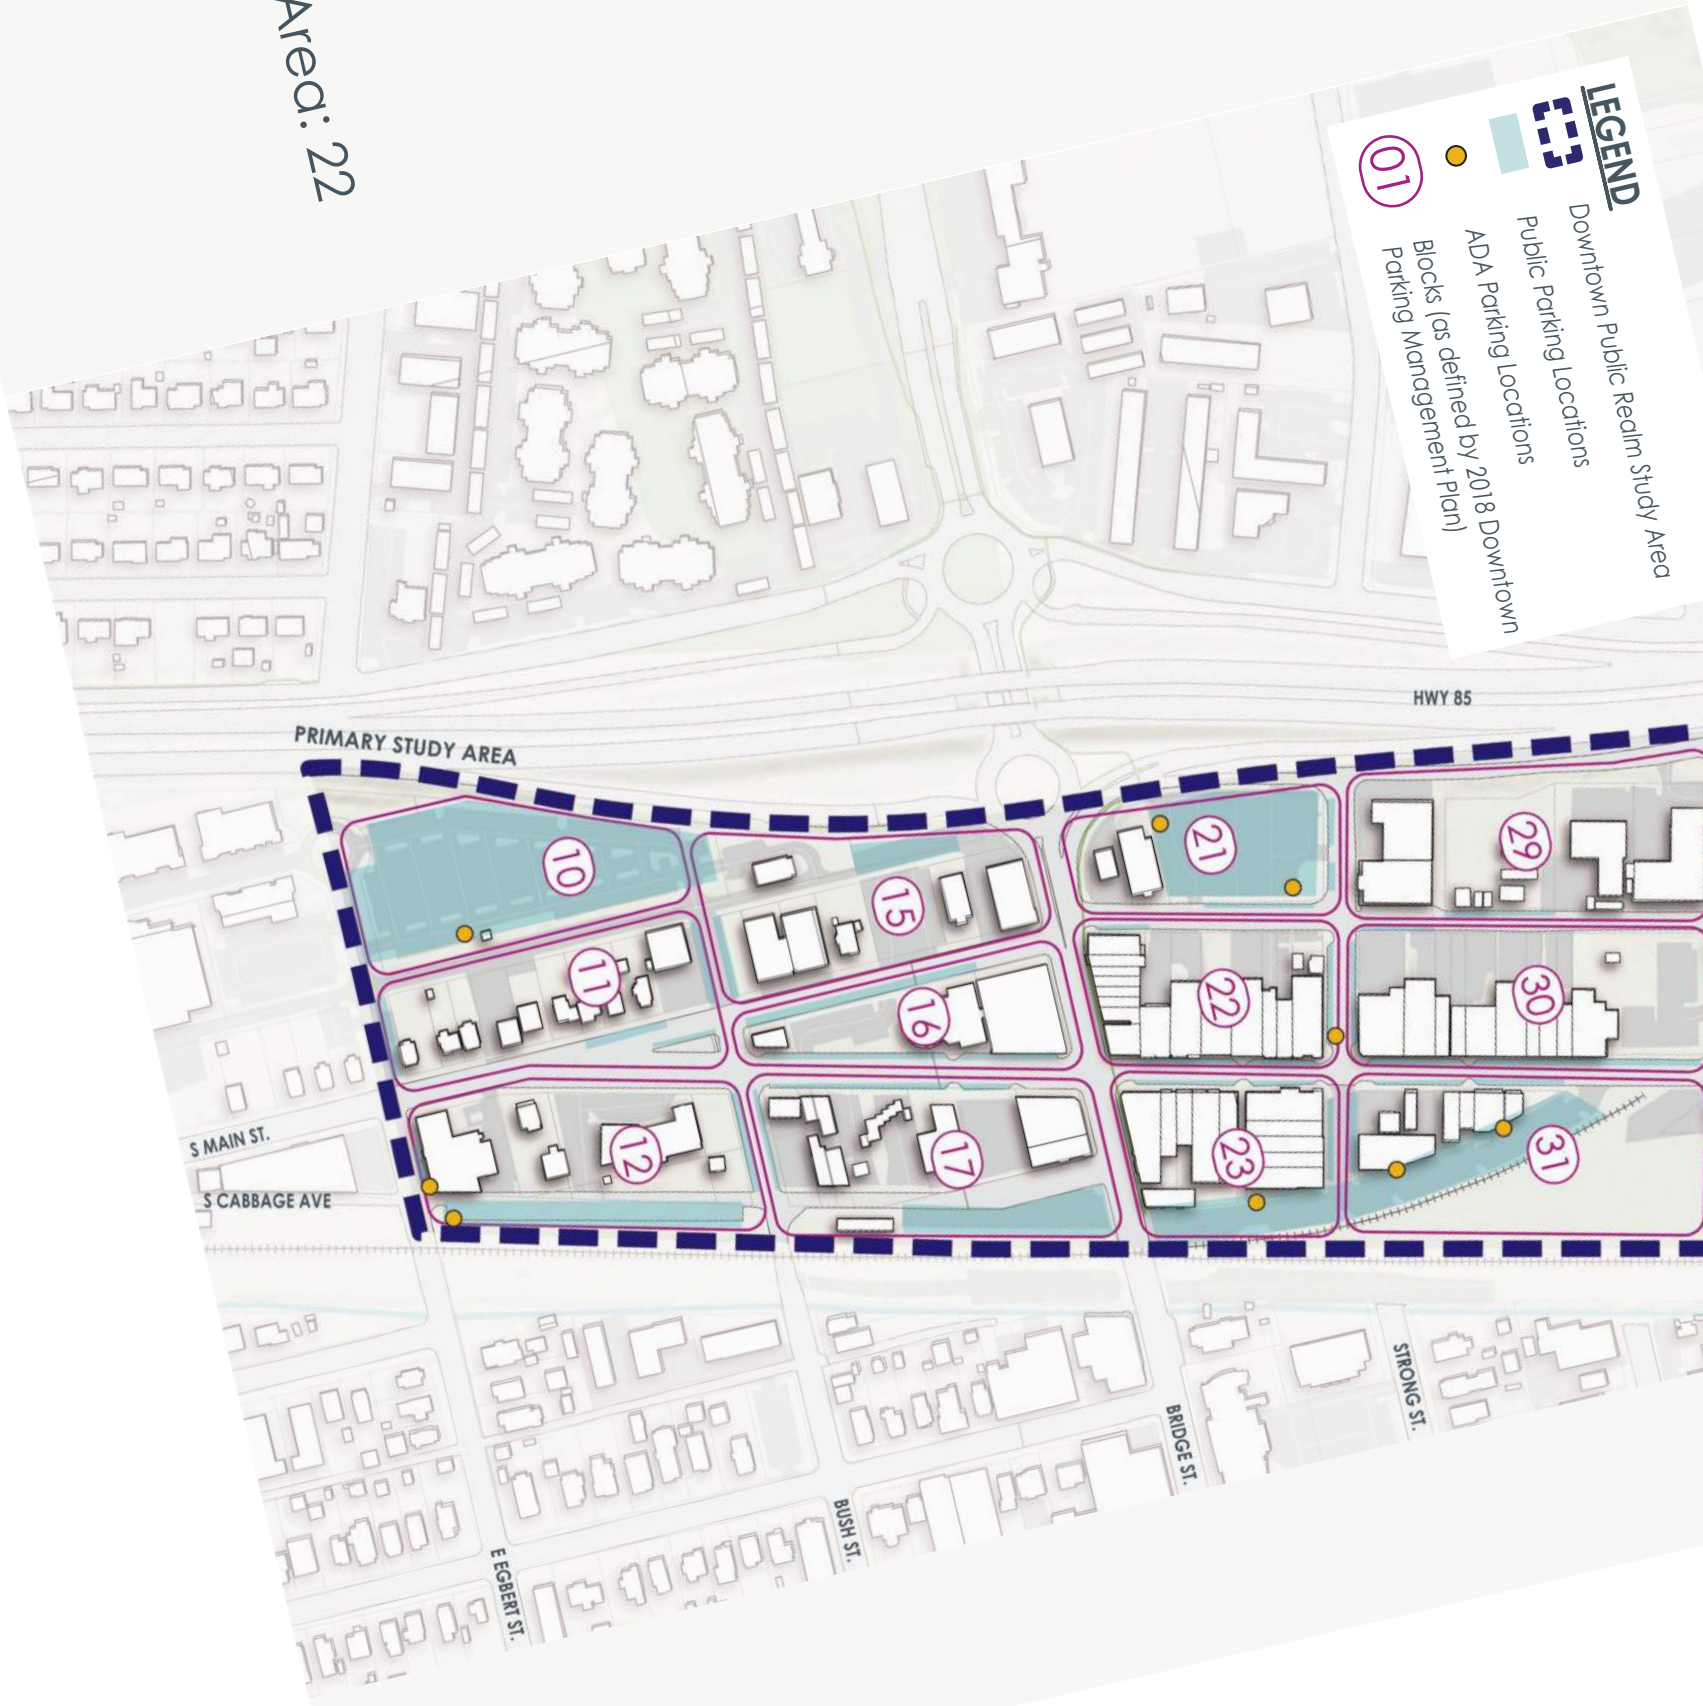 Area: 22
LEGEND
Downtown Public Realm Study Area
Public Parking Locations
ADA Parking Locations
01
Blocks (as defined by 2018 Downtown
Parking Management Plan)
HWY 85
PRIMARY STUDY AREA
10
15
21
29
11
16
22
30
12
17
23
31
S MAIN ST.
S CABBAGE AVE
STRONG ST.
BRIDGE ST.
BUSH ST.
E EGBERT ST.